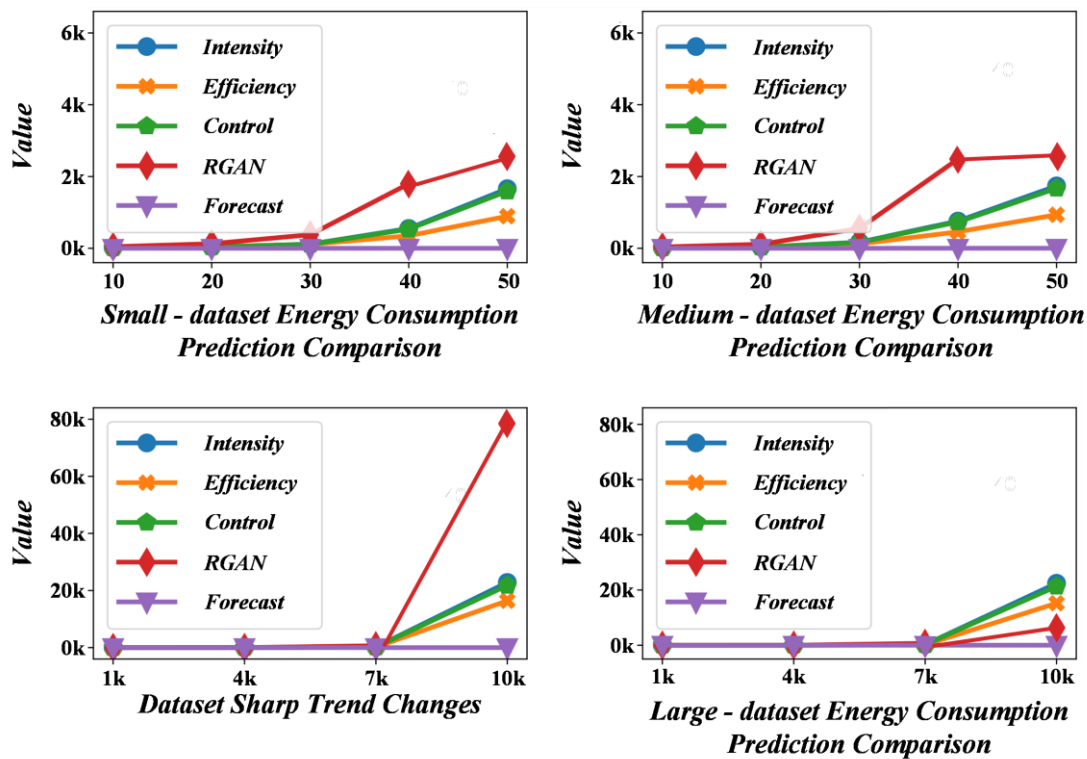 6k
4k
2k
0k
Value
Intensity
Efficiency
Control
RGAN
Forecast
10 20 30 40 50
Small - dataset Energy Consumption
Prediction Comparison
6k
4k
2k
0k
Value
Intensity
Efficiency
Control
RGAN
Forecast
10 20 30 40 50
Medium - dataset Energy Consumption
Prediction Comparison
80k
60k
40k
20k
0k
Value
Intensity
Efficiency
Control
RGAN
Forecast
1k 4k 7k 10k
Dataset Sharp Trend Changes
80k
60k
40k
20k
0k
Value
Intensity
Efficiency
Control
RGAN
Forecast
1k 4k 7k 10k
Large - dataset Energy Consumption
Prediction Comparison